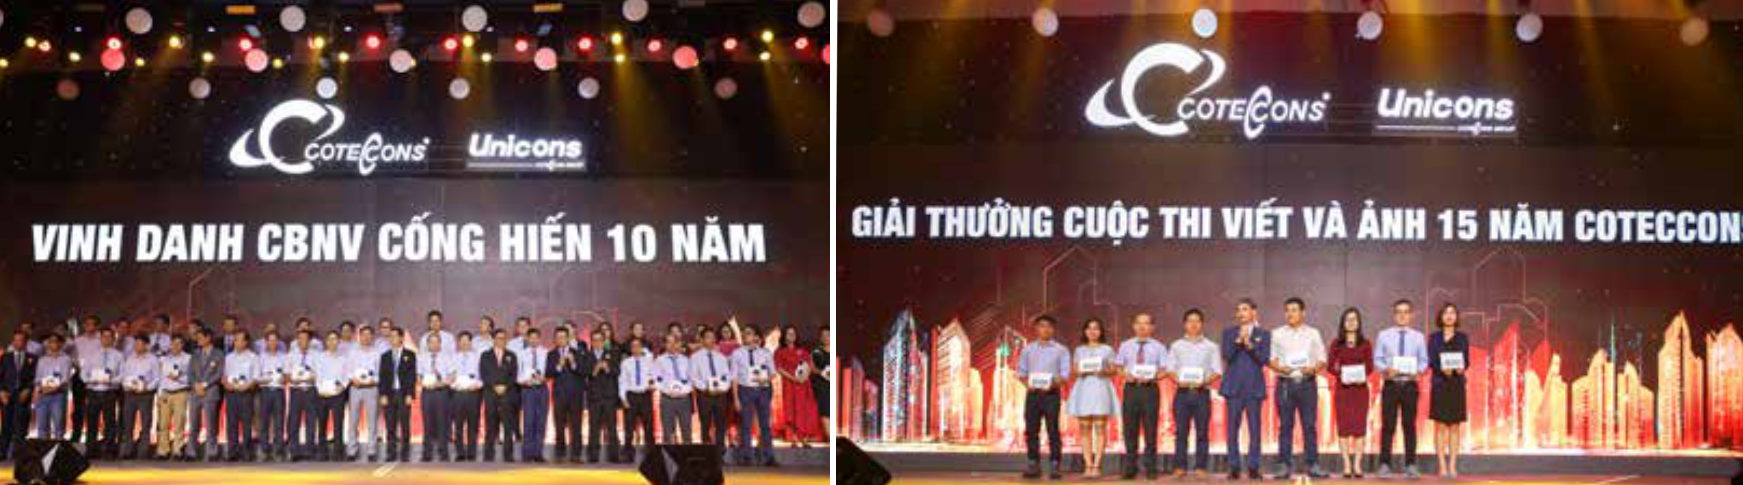 COTECCONS
Unicons
VINH DANH CBNV CỐNG HIẾN 10 NĂM
COTECCONS
Unicons
GIẢI THƯỞNG CUỘC THI VIẾT VÀ ẢNH 15 NĂM COTECCON